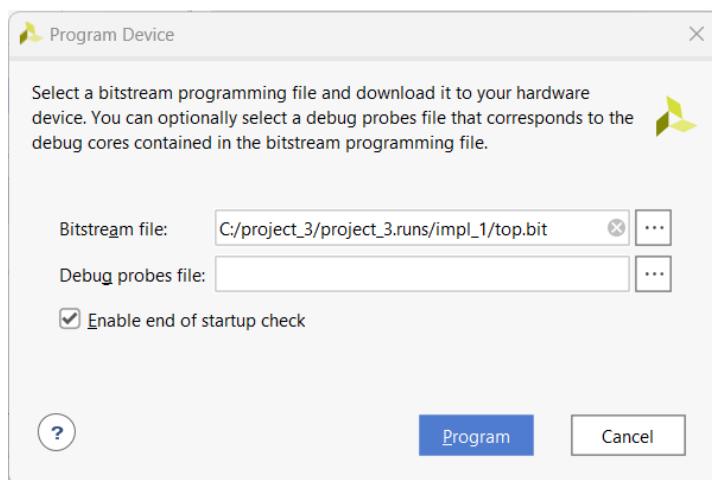 Program Device
Select a bitstream programming file and download it to your hardware
device. You can optionally select a debug probes file that corresponds to the
debug cores contained in the bitstream programming file.
Bitstream file: C:/project_3/project_3.runs/impl_1/top.bit ...
Debug probes file: ...
Enable end of startup check
? Program Cancel